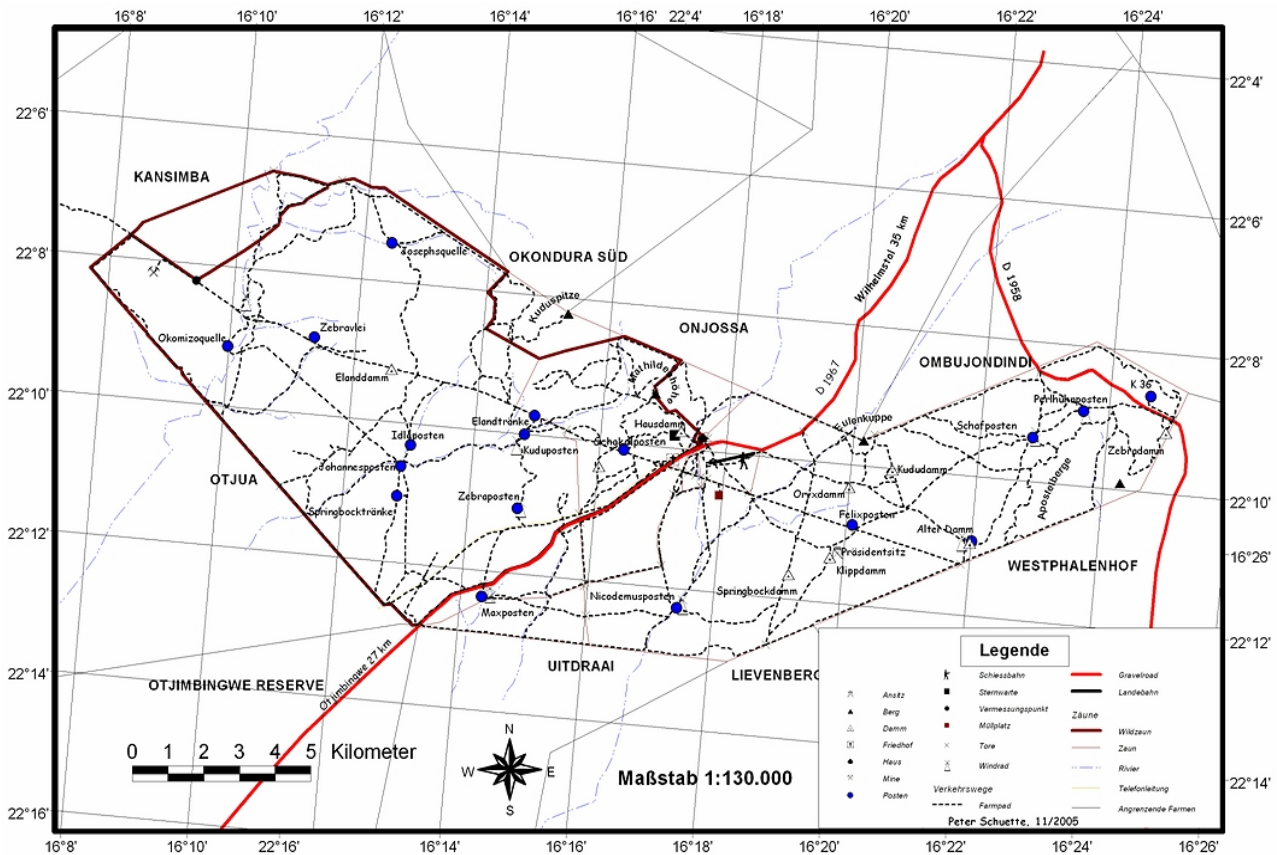 16°8' 16°10' 16°12' 16°14' 16°16' 22°4' 16°18' 16°20' 16°22' 16°24'
22°4'
22°6'
KANSIMBA
22°6'
22°8'
Josephsquelle
OKONDURA SÜD
Wilhelmstal 35 km
D 1958
Kuduspitze
Zebravlei
ONJOSSA
Okomizoquelle
22°8'
OMBUJONDINDI
Elanddamm
D 1967
Mathildenhöhe
K 36
22°10'
Perlhuhnposten
Elandtränke
Hausdamm
Eulenkuppe
Schafposten
Idlaposten
Schakalposten
Kuduposten
Zebradamm
Johannesposten
Kududamm
OTJUA
Apostelberge
Zebraposten
Oryxdamm
22°10'
Springbocktränke
Felixposten
Alter Damm
22°12'
Präsidentsitz
16°26'
Klippdamm
WESTPHALENHOF
Springbockdamm
Nicodemusposten
Maxposten
22°12'
Legende
UITDRAAI
LIEVENBERG
22°14'
OTJIMBINGWE RESERVE
Otjimbingwe 27 km
Schiessbahn
Gravelroad
Ansitz
Sternwarte
Landebahn
Berg
Vermessungspunkt
Zäune
Damm
Müllplatz
Wildzaun
Friedhof
Tore
Zaun
Haus
Windrad
Rivier
Mine
Verkehrswege
Telefonleitung
Posten
Farmpad
Angrenzende Farmen
Peter Schuette, 11/2005
0 1 2 3 4 5 Kilometer
N
W E
S
Maßstab 1:130.000
22°14'
22°16'
16°8' 16°10' 22°16' 16°14' 16°16' 16°20' 16°22' 16°24' 16°26'